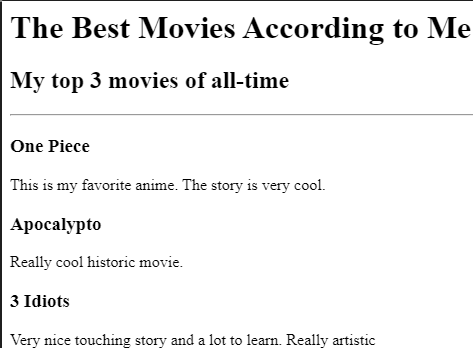 The Best Movies According to Me
My top 3 movies of all-time
One Piece
This is my favorite anime. The story is very cool.
Apocalypto
Really cool historic movie.
3 Idiots
Very nice touching story and a lot to learn. Really artistic